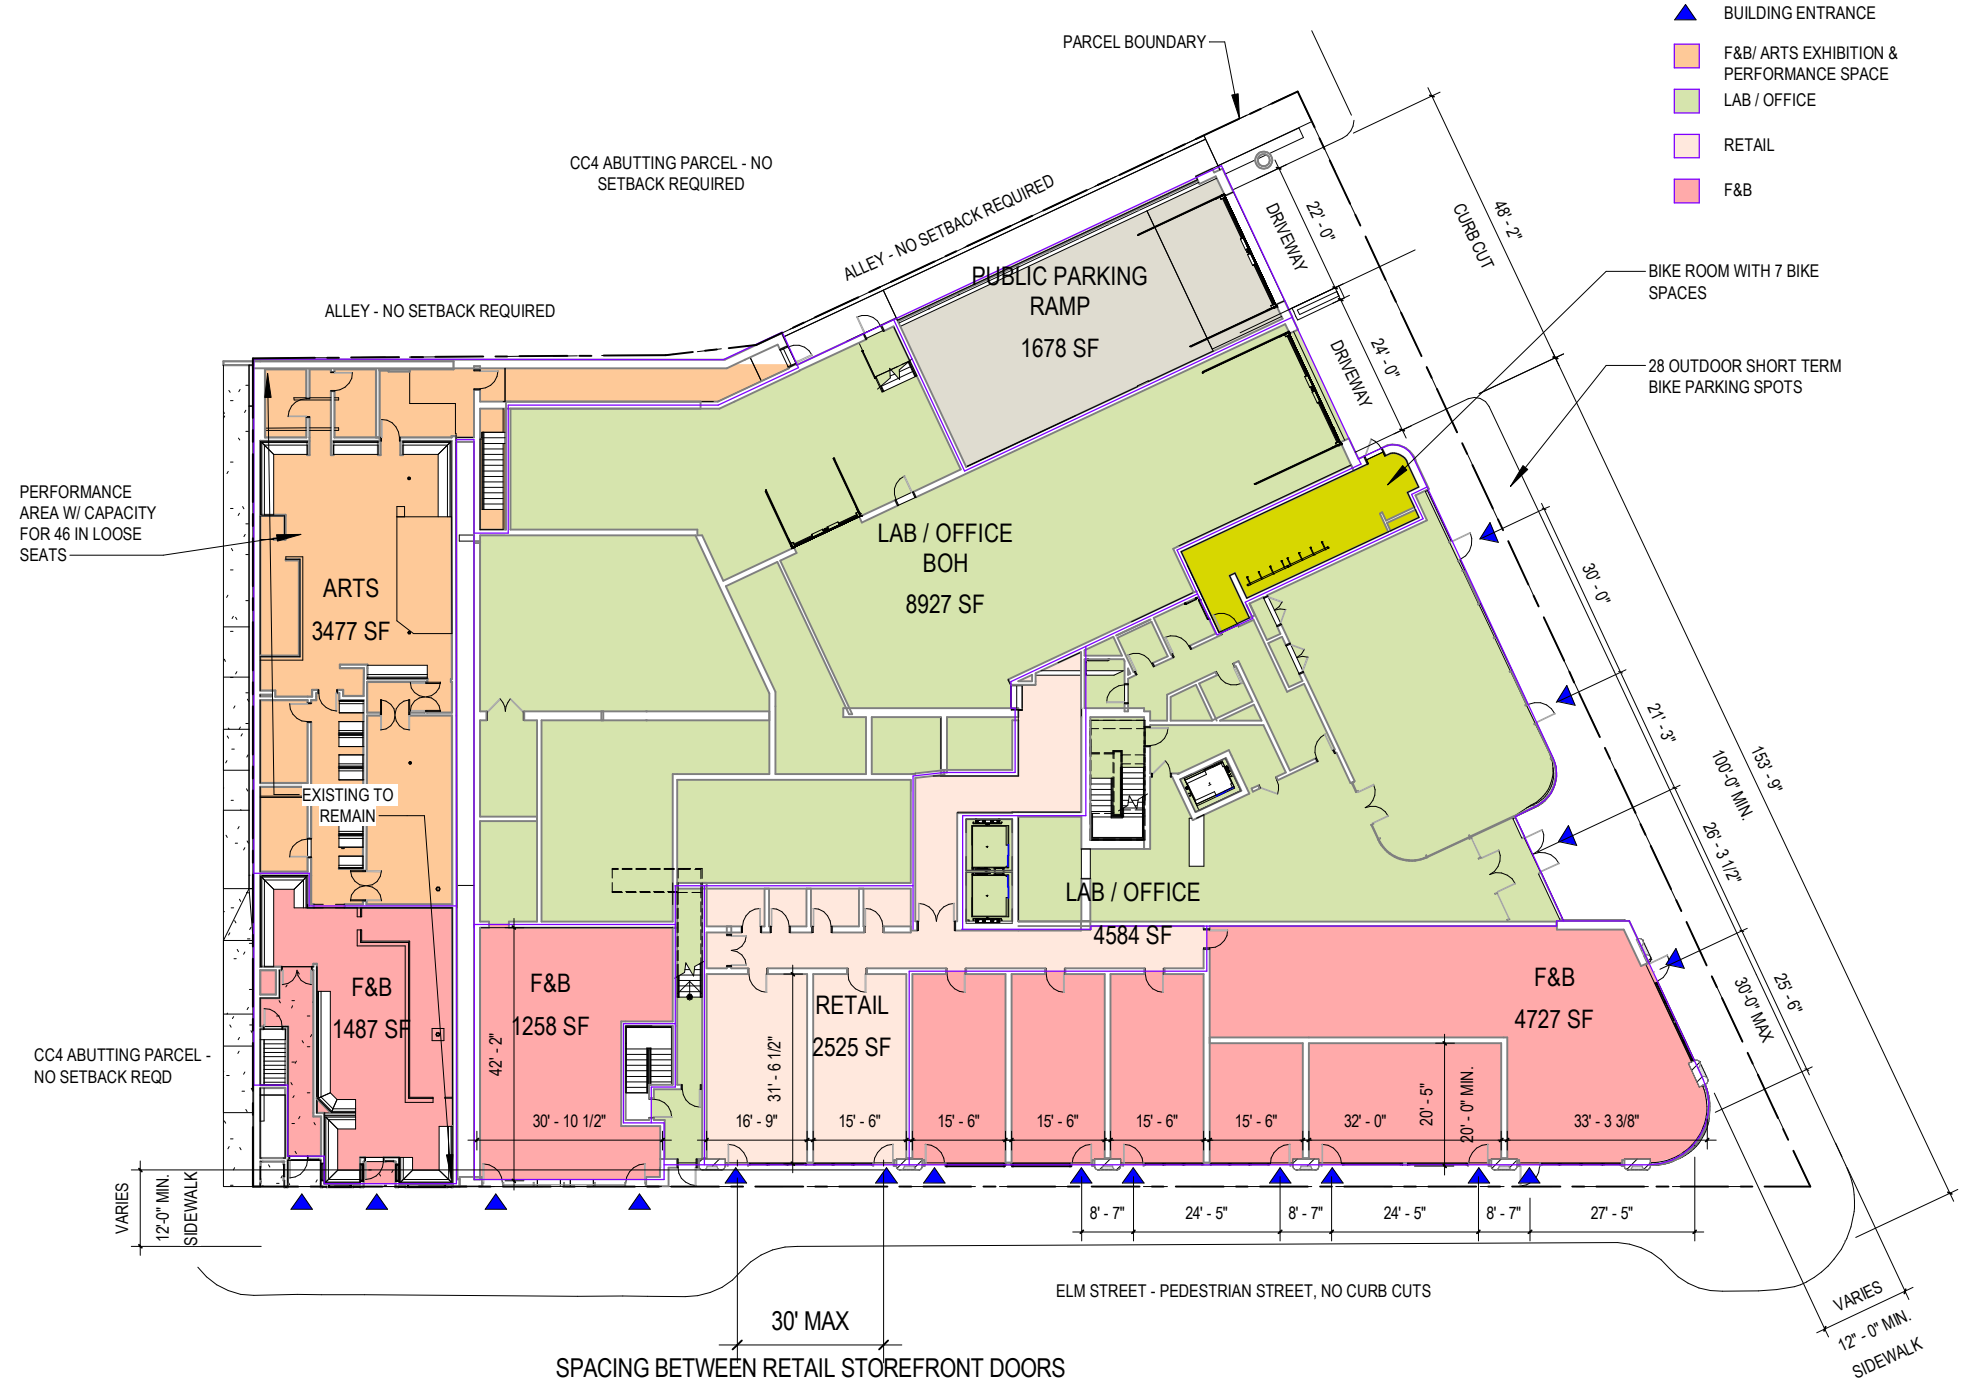 BUILDING ENTRANCE
F&B/ ARTS EXHIBITION &
PERFORMANCE SPACE
LAB / OFFICE
RETAIL
F&B
PARCEL BOUNDARY
CC4 ABUTTING PARCEL - NO
SETBACK REQUIRED
ALLEY - NO SETBACK REQUIRED
ALLEY - NO SETBACK REQUIRED
PUBLIC PARKING
RAMP
1678 SF
DRIVEWAY
22' - 0"
DRIVEWAY
24' - 0"
CURB CUT
48' - 2"
BIKE ROOM WITH 7 BIKE
SPACES
28 OUTDOOR SHORT TERM
BIKE PARKING SPOTS
PERFORMANCE
AREA W/ CAPACITY
FOR 46 IN LOOSE
SEATS
ARTS
3477 SF
LAB / OFFICE
BOH
8927 SF
30' - 0"
21' - 3"
100'-0" MIN.
153' - 9"
26' - 3 1/2"
25' - 6"
30'-0" MAX
EXISTING TO
REMAIN
LAB / OFFICE
4584 SF
F&B
1487 SF
F&B
1258 SF
RETAIL
2525 SF
F&B
4727 SF
CC4 ABUTTING PARCEL -
NO SETBACK REQD
42' - 2"
31' - 6 1/2"
20' - 5"
20' - 0" MIN.
30' - 10 1/2"
16' - 9"
15' - 6"
15' - 6"
15' - 6"
15' - 6"
15' - 6"
32' - 0"
33' - 3 3/8"
VARIES
12'-0" MIN.
SIDEWALK
8' - 7"
24' - 5"
8' - 7"
24' - 5"
8' - 7"
27' - 5"
ELM STREET - PEDESTRIAN STREET, NO CURB CUTS
VARIES
12" - 0" MIN.
SIDEWALK
30' MAX
SPACING BETWEEN RETAIL STOREFRONT DOORS